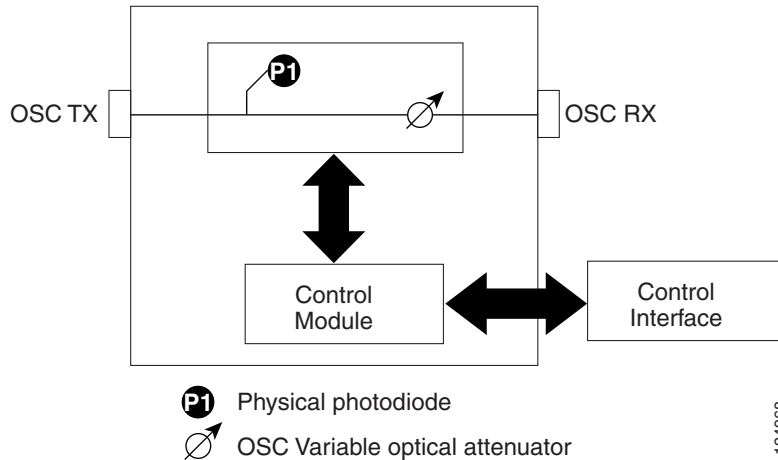 P1
OSC TX
OSC RX
Control
Module
Control
Interface
P1 Physical photodiode
OSC Variable optical attenuator